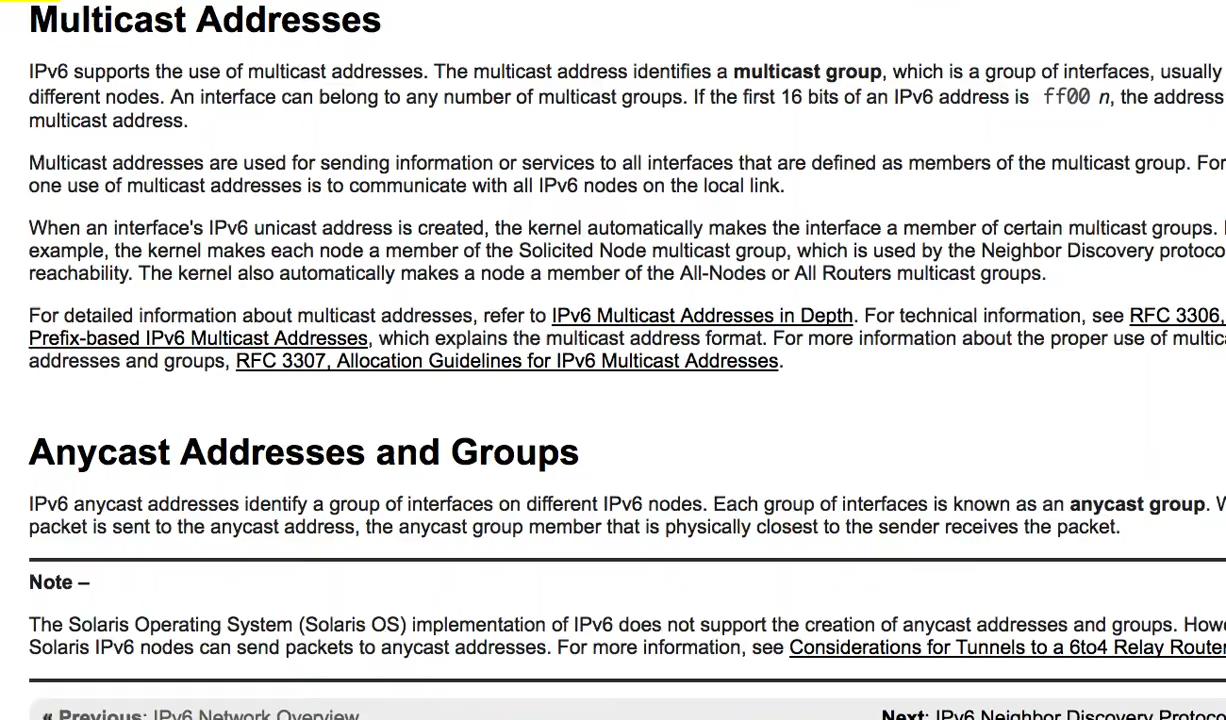 Multicast Addresses
IPv6 supports the use of multicast addresses. The multicast address identifies a multicast group, which is a group of interfaces, usually
different nodes. An interface can belong to any number of multicast groups. If the first 16 bits of an IPv6 address is ff00 n, the address
multicast address.
Multicast addresses are used for sending information or services to all interfaces that are defined as members of the multicast group. For
one use of multicast addresses is to communicate with all IPv6 nodes on the local link.
When an interface's IPv6 unicast address is created, the kernel automatically makes the interface a member of certain multicast groups.
example, the kernel makes each node a member of the Solicited Node multicast group, which is used by the Neighbor Discovery protoco
reachability. The kernel also automatically makes a node a member of the All-Nodes or All Routers multicast groups.
For detailed information about multicast addresses, refer to IPv6 Multicast Addresses in Depth. For technical information, see RFC 3306,
Prefix-based IPv6 Multicast Addresses, which explains the multicast address format. For more information about the proper use of multic
addresses and groups, RFC 3307, Allocation Guidelines for IPv6 Multicast Addresses.
Anycast Addresses and Groups
IPv6 anycast addresses identify a group of interfaces on different IPv6 nodes. Each group of interfaces is known as an anycast group.
packet is sent to the anycast address, the anycast group member that is physically closest to the sender receives the packet.
Note –
The Solaris Operating System (Solaris OS) implementation of IPv6 does not support the creation of anycast addresses and groups. Howe
Solaris IPv6 nodes can send packets to anycast addresses. For more information, see Considerations for Tunnels to a 6to4 Relay Router
« Previous: IPv6 Network Overview
Next: IPv6 Neighbor Discovery Protoco